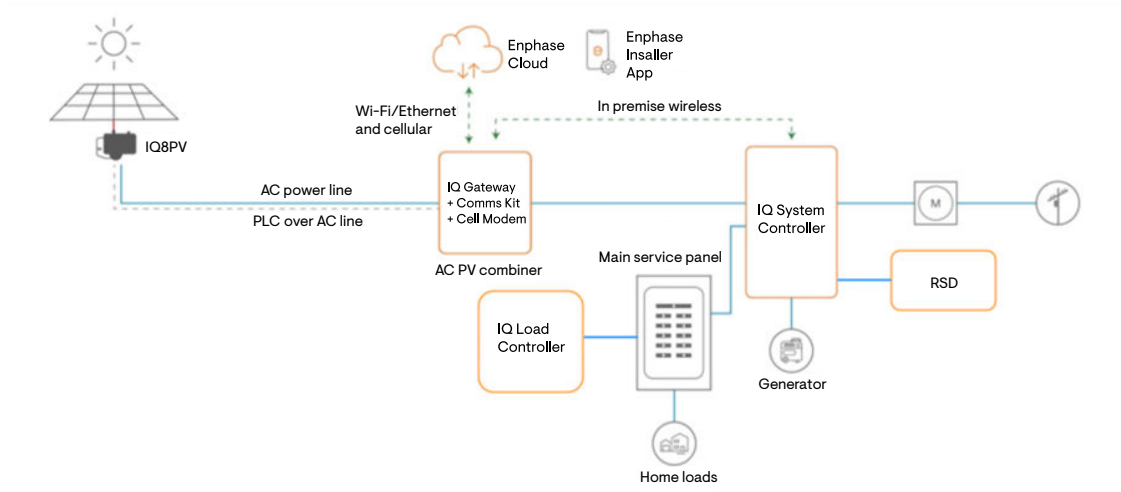 Enphase
Cloud
Enphase
Insaller
App
Wi-Fi/Ethernet
and cellular
In premise wireless
IQ8PV
AC power line
PLC over AC line
IQ Gateway
+ Comms Kit
+ Cell Modem
AC PV combiner
IQ System
Controller
M
Main service panel
RSD
IQ Load
Controller
Generator
Home loads